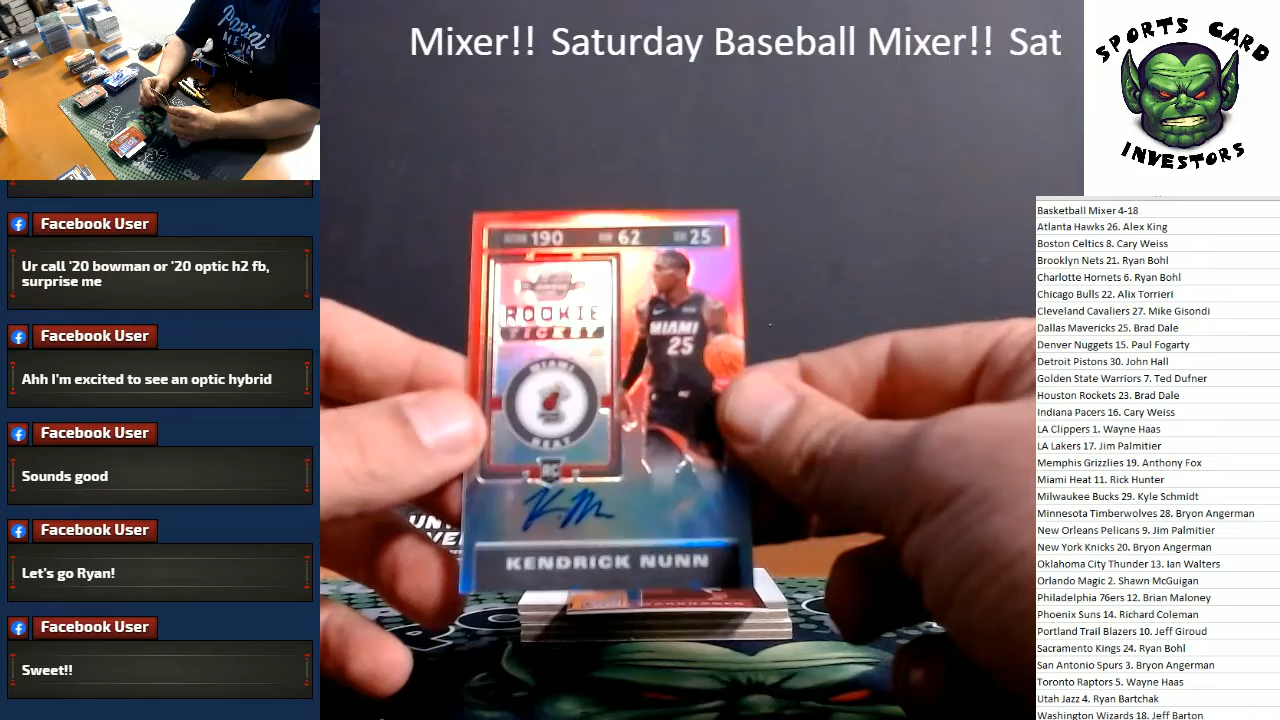 Panini
Mixer!! Saturday Baseball Mixer!! Sat
SPORTS CARD
INVESTORS
Facebook User
Ur call '20 bowman or '20 optic h2 fb,
surprise me
Facebook User
Ahh I'm excited to see an optic hybrid
Facebook User
Sounds good
Facebook User
Let's go Ryan!
Facebook User
Sweet!!
190 62 25
ROOKIE
TICKET
MIAMI
HEAT
RC
MIAMI
25
KENDRICK NUNN
Basketball Mixer 4-18
Atlanta Hawks 26. Alex King
Boston Celtics 8. Cary Weiss
Brooklyn Nets 21. Ryan Bohl
Charlotte Hornets 6. Ryan Bohl
Chicago Bulls 22. Alix Torrieri
Cleveland Cavaliers 27. Mike Gisondi
Dallas Mavericks 25. Brad Dale
Denver Nuggets 15. Paul Fogarty
Detroit Pistons 30. John Hall
Golden State Warriors 7. Ted Dufner
Houston Rockets 23. Brad Dale
Indiana Pacers 16. Cary Weiss
LA Clippers 1. Wayne Haas
LA Lakers 17. Jim Palmitier
Memphis Grizzlies 19. Anthony Fox
Miami Heat 11. Rick Hunter
Milwaukee Bucks 29. Kyle Schmidt
Minnesota Timberwolves 28. Bryon Angerman
New Orleans Pelicans 9. Jim Palmitier
New York Knicks 20. Bryon Angerman
Oklahoma City Thunder 13. Ian Walters
Orlando Magic 2. Shawn McGuigan
Philadelphia 76ers 12. Brian Maloney
Phoenix Suns 14. Richard Coleman
Portland Trail Blazers 10. Jeff Giroud
Sacramento Kings 24. Ryan Bohl
San Antonio Spurs 3. Bryon Angerman
Toronto Raptors 5. Wayne Haas
Utah Jazz 4. Ryan Bartchak
Washington Wizards 18. Jeff Barton